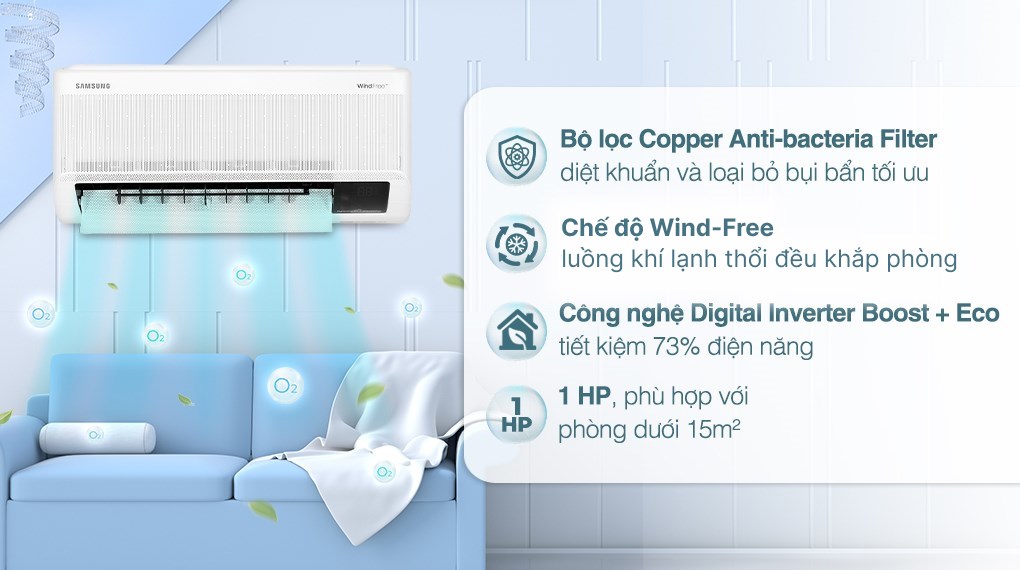 SAMSUNG
WindFree™
Bộ lọc Copper Anti-bacteria Filter
diệt khuẩn và loại bỏ bụi bẩn tối ưu
Chế độ Wind-Free
luồng khí lạnh thổi đều khắp phòng
Công nghệ Digital Inverter Boost + Eco
tiết kiệm 73% điện năng
1 HP
1 HP, phù hợp với
phòng dưới 15m²
O₂
O₂
O₂
O₂
O₂
O₂
O₂